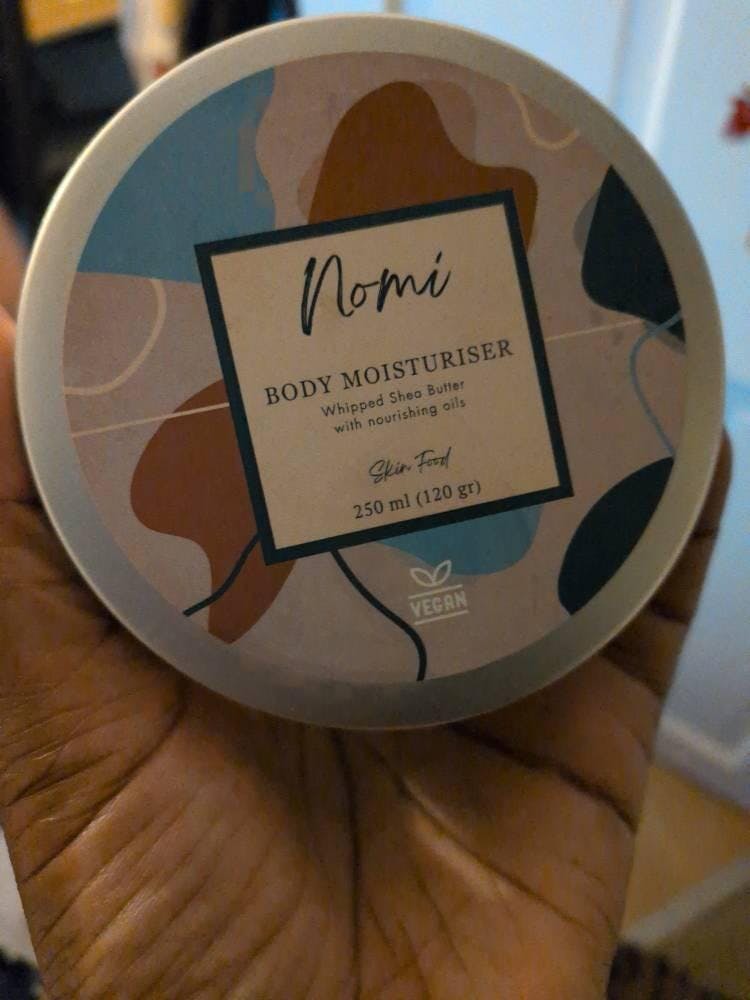 Nomi
BODY MOISTURISER
Whipped Shea Butter
with nourishing oils
Skin Food
250 ml (120 gr)
VEGAN